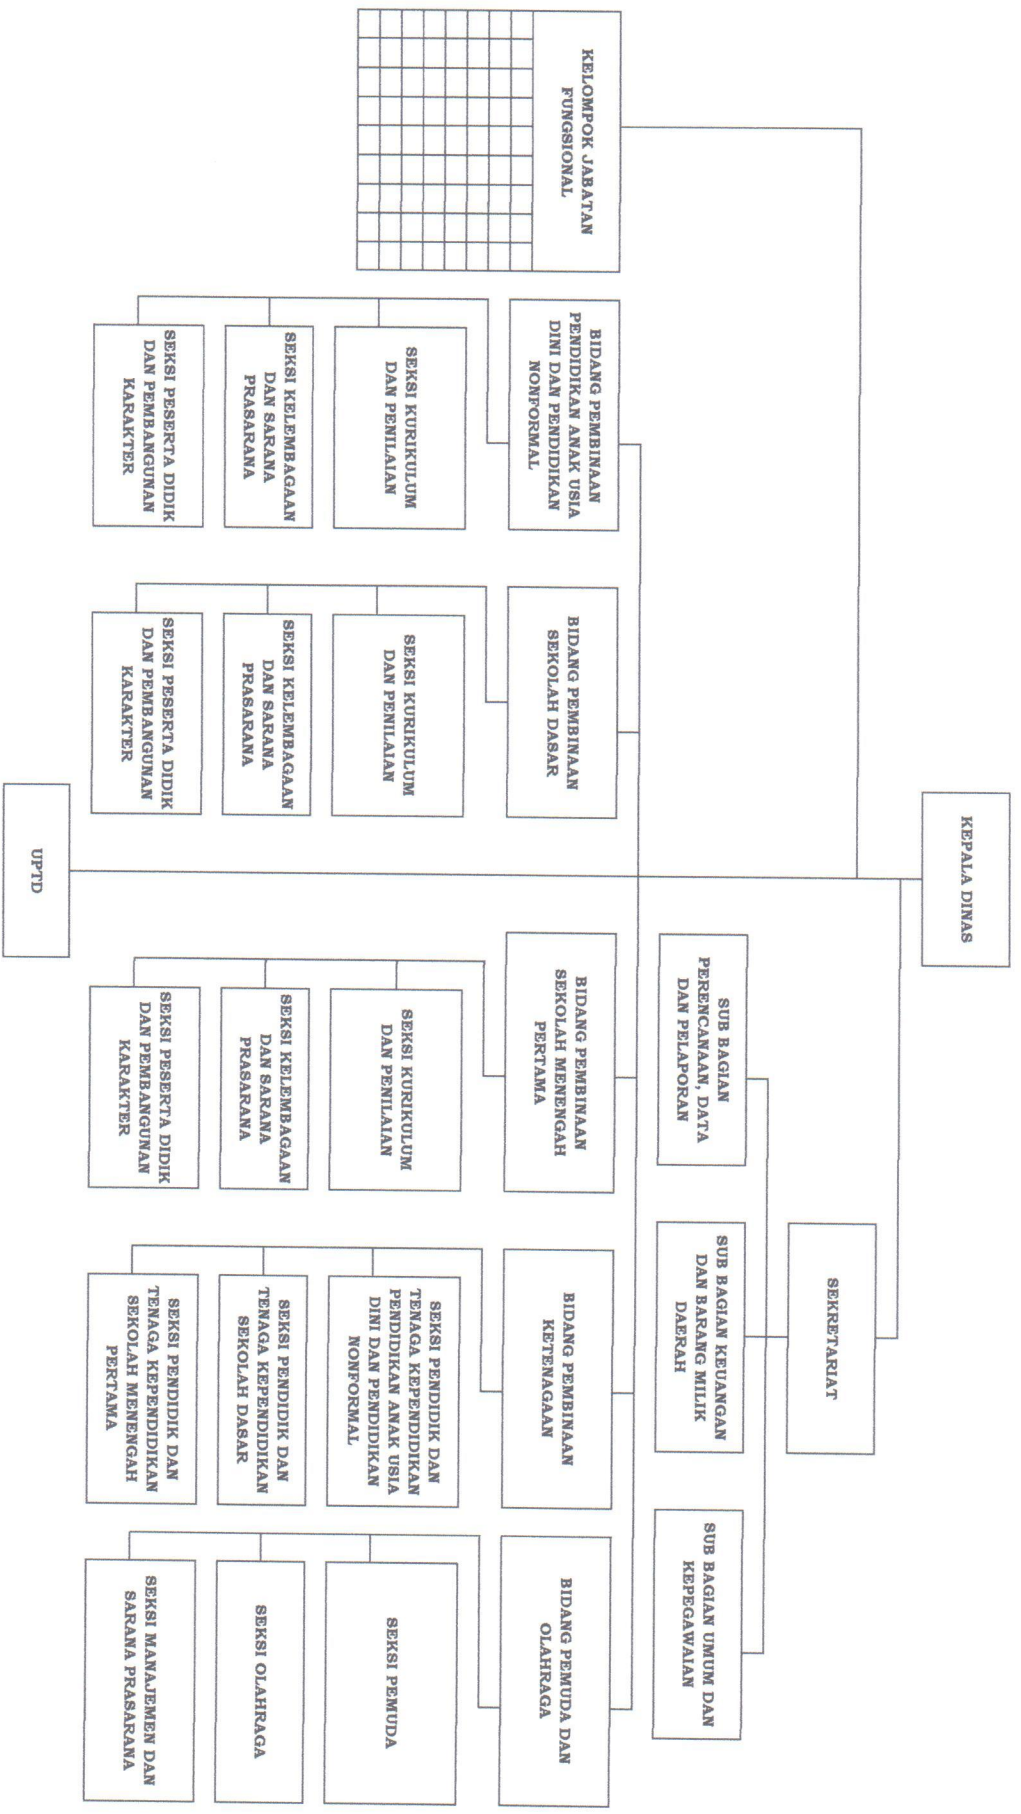 KEPALA DINAS
SEKRETARIAT
SUB BAGIAN
PERENCANAAN, DATA
DAN PELAPORAN
SUB BAGIAN KEUANGAN
DAN BARANG MILIK
DAERAH
SUB BAGIAN UMUM DAN
KEPEGAWAIAN
KELOMPOK JABATAN
FUNGSIONAL
BIDANG PEMBINAAN
PENDIDIKAN ANAK USIA
DINI DAN PENDIDIKAN
NONFORMAL
SEKSI KURIKULUM
DAN PENILAIAN
SEKSI KELEMBAGAAN
DAN SARANA
PRASARANA
SEKSI PESERTA DIDIK
DAN PEMBANGUNAN
KARAKTER
BIDANG PEMBINAAN
SEKOLAH DASAR
SEKSI KURIKULUM
DAN PENILAIAN
SEKSI KELEMBAGAAN
DAN SARANA
PRASARANA
SEKSI PESERTA DIDIK
DAN PEMBANGUNAN
KARAKTER
BIDANG PEMBINAAN
SEKOLAH MENENGAH
PERTAMA
SEKSI KURIKULUM
DAN PENILAIAN
SEKSI KELEMBAGAAN
DAN SARANA
PRASARANA
SEKSI PESERTA DIDIK
DAN PEMBANGUNAN
KARAKTER
BIDANG PEMBINAAN
KETENAGAAN
SEKSI PENDIDIK DAN
TENAGA KEPENDIDIKAN
PENDIDIKAN ANAK USIA
DINI DAN PENDIDIKAN
NONFORMAL
SEKSI PENDIDIK DAN
TENAGA KEPENDIDIKAN
SEKOLAH DASAR
SEKSI PENDIDIK DAN
TENAGA KEPENDIDIKAN
SEKOLAH MENENGAH
PERTAMA
BIDANG PEMUDA DAN
OLAHRAGA
SEKSI PEMUDA
SEKSI OLAHRAGA
SEKSI MANAJEMEN DAN
SARANA PRASARANA
UPTD